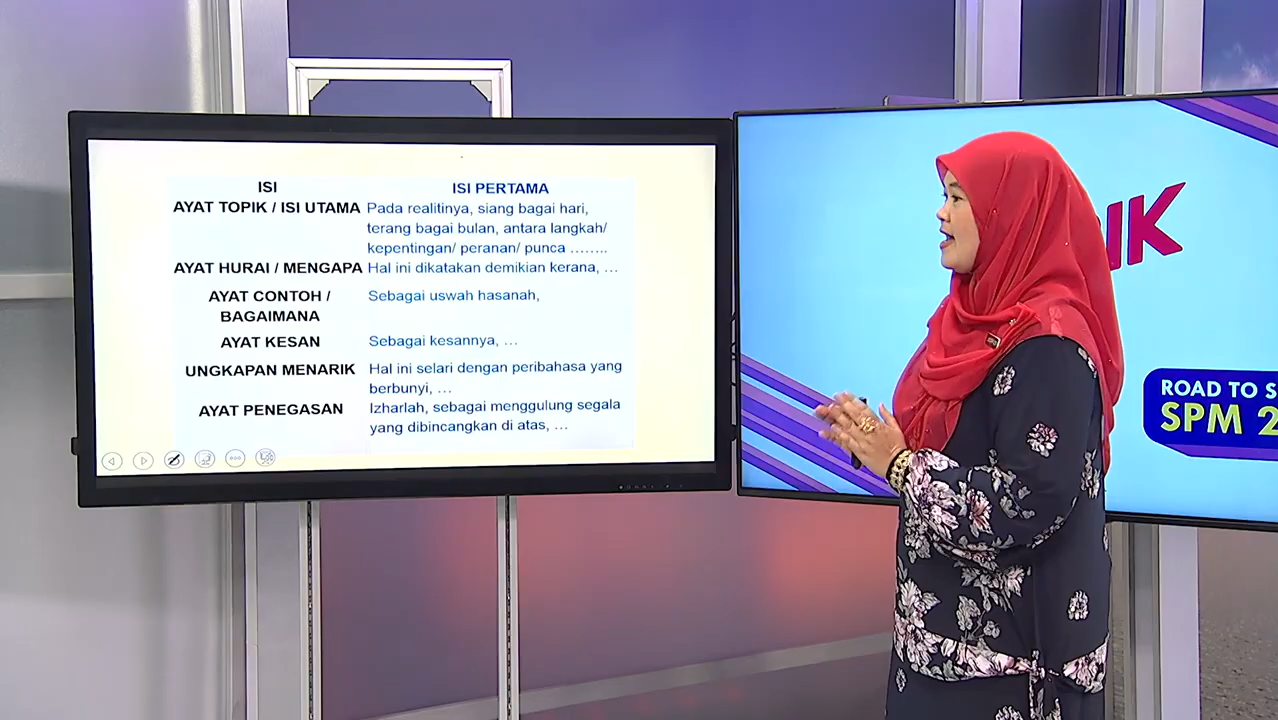 ISI ISI PERTAMA
AYAT TOPIK / ISI UTAMA Pada realitinya, siang bagai hari,
terang bagai bulan, antara langkah/
kepentingan/ peranan/ punca ……..
AYAT HURAI / MENGAPA Hal ini dikatakan demikian kerana, …
AYAT CONTOH / Sebagai uswah hasanah,
BAGAIMANA
AYAT KESAN Sebagai kesannya, …
UNGKAPAN MENARIK Hal ini selari dengan peribahasa yang
berbunyi, …
AYAT PENEGASAN Izharlah, sebagai menggulung segala
yang dibincangkan di atas, …
IK
ROAD TO S
SPM 2